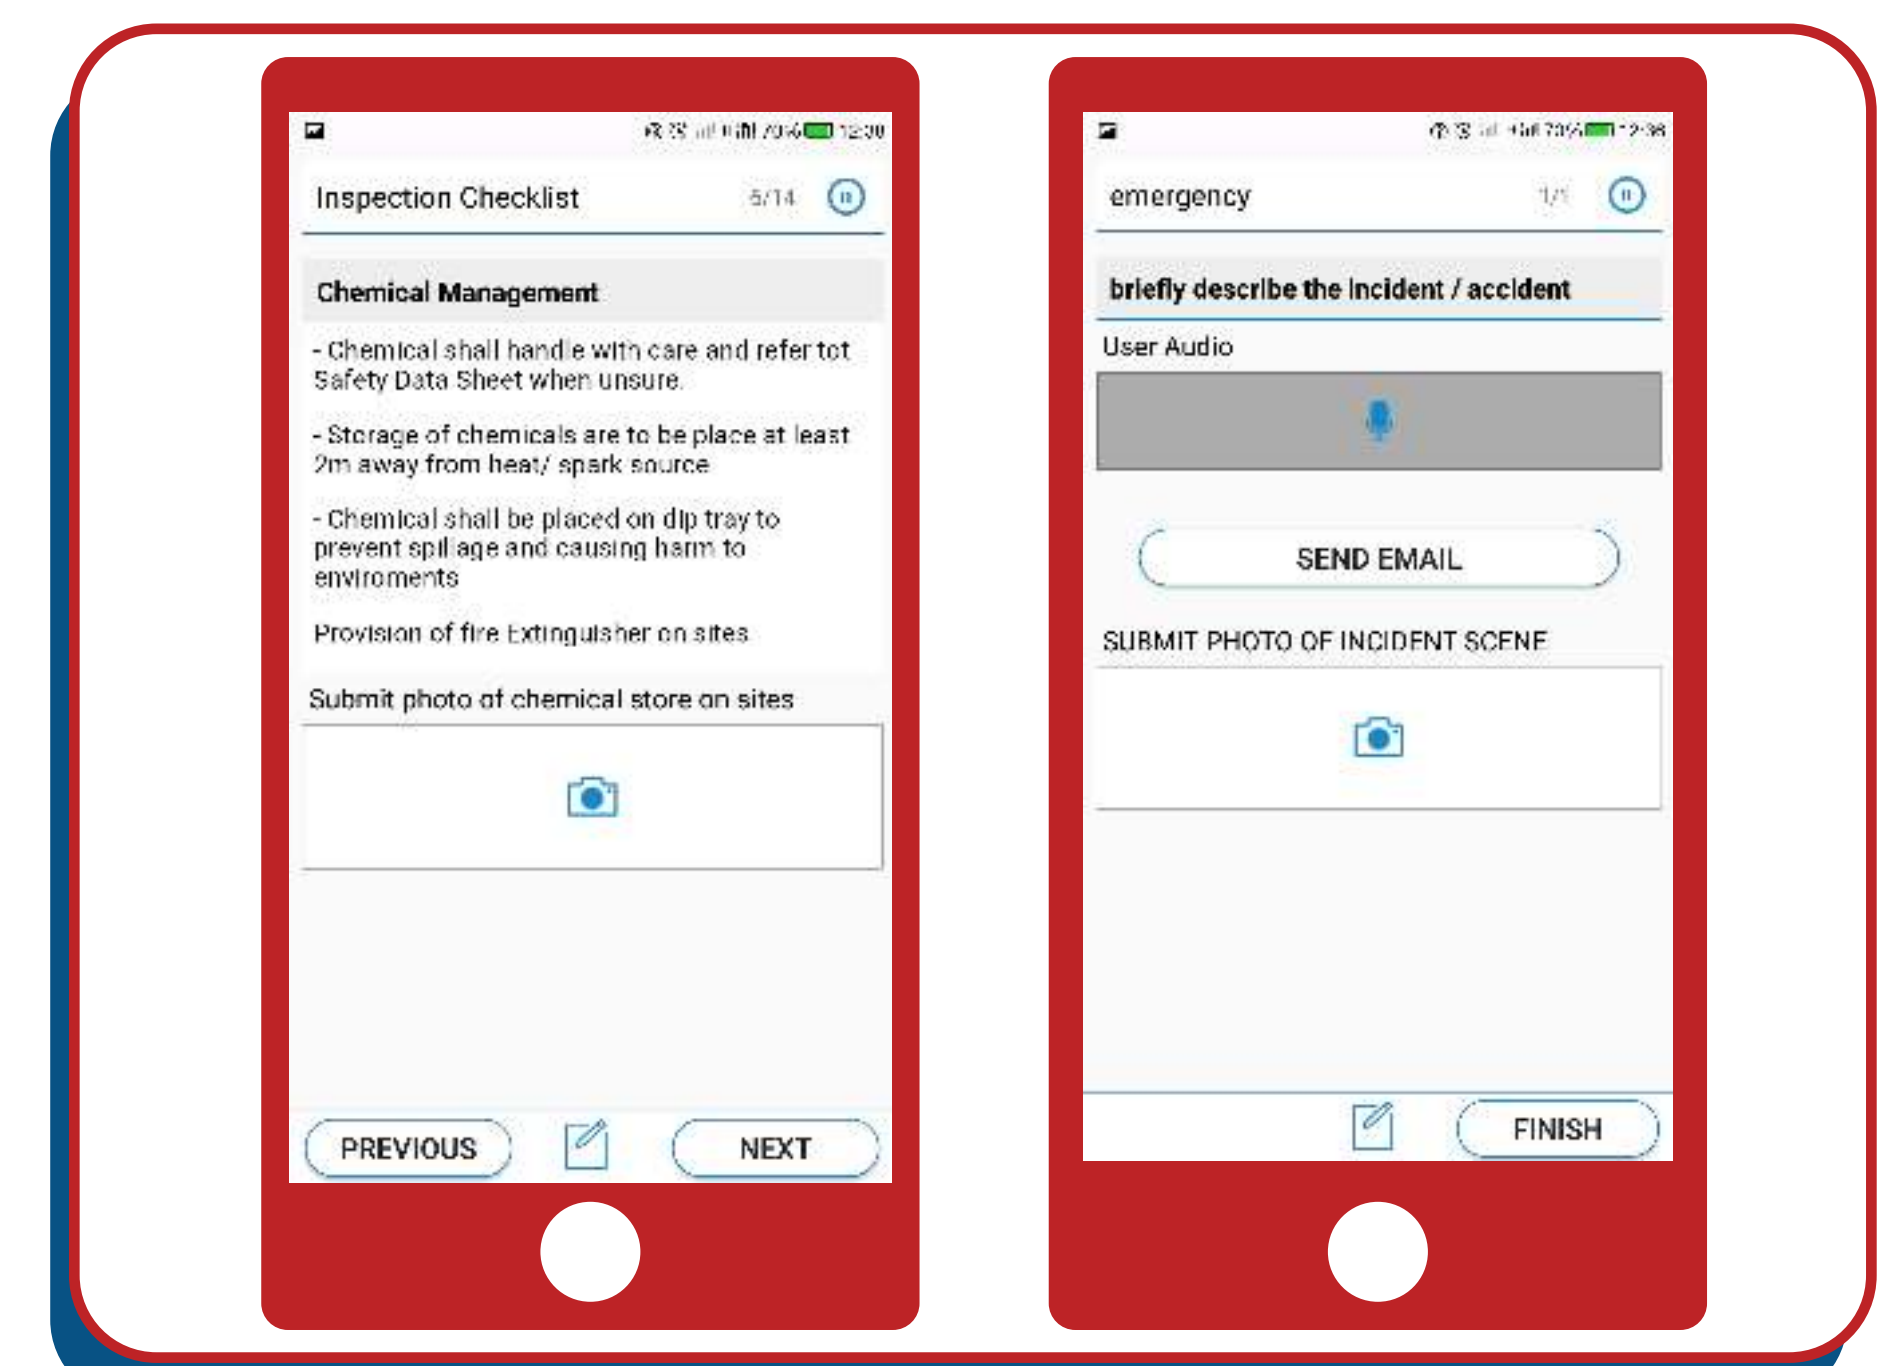 Inspection Checklist
Chemical Management
- Chemical shall handle with care and refer tot
Safety Data Sheet when unsure.
- Storage of chemicals are to be place at least
2m away from heat/ spark source
- Chemical shall be placed on dip tray to
prevent spillage and causing harm to
enviroments
Provision of fire Extinguisher on sites
Submit photo of chemical store on sites
PREVIOUS
NEXT
70% 12:36
emergency
1/1
briefly describe the incident / accident
User Audio
SEND EMAIL
SUBMIT PHOTO OF INCIDENT SCENE
FINISH